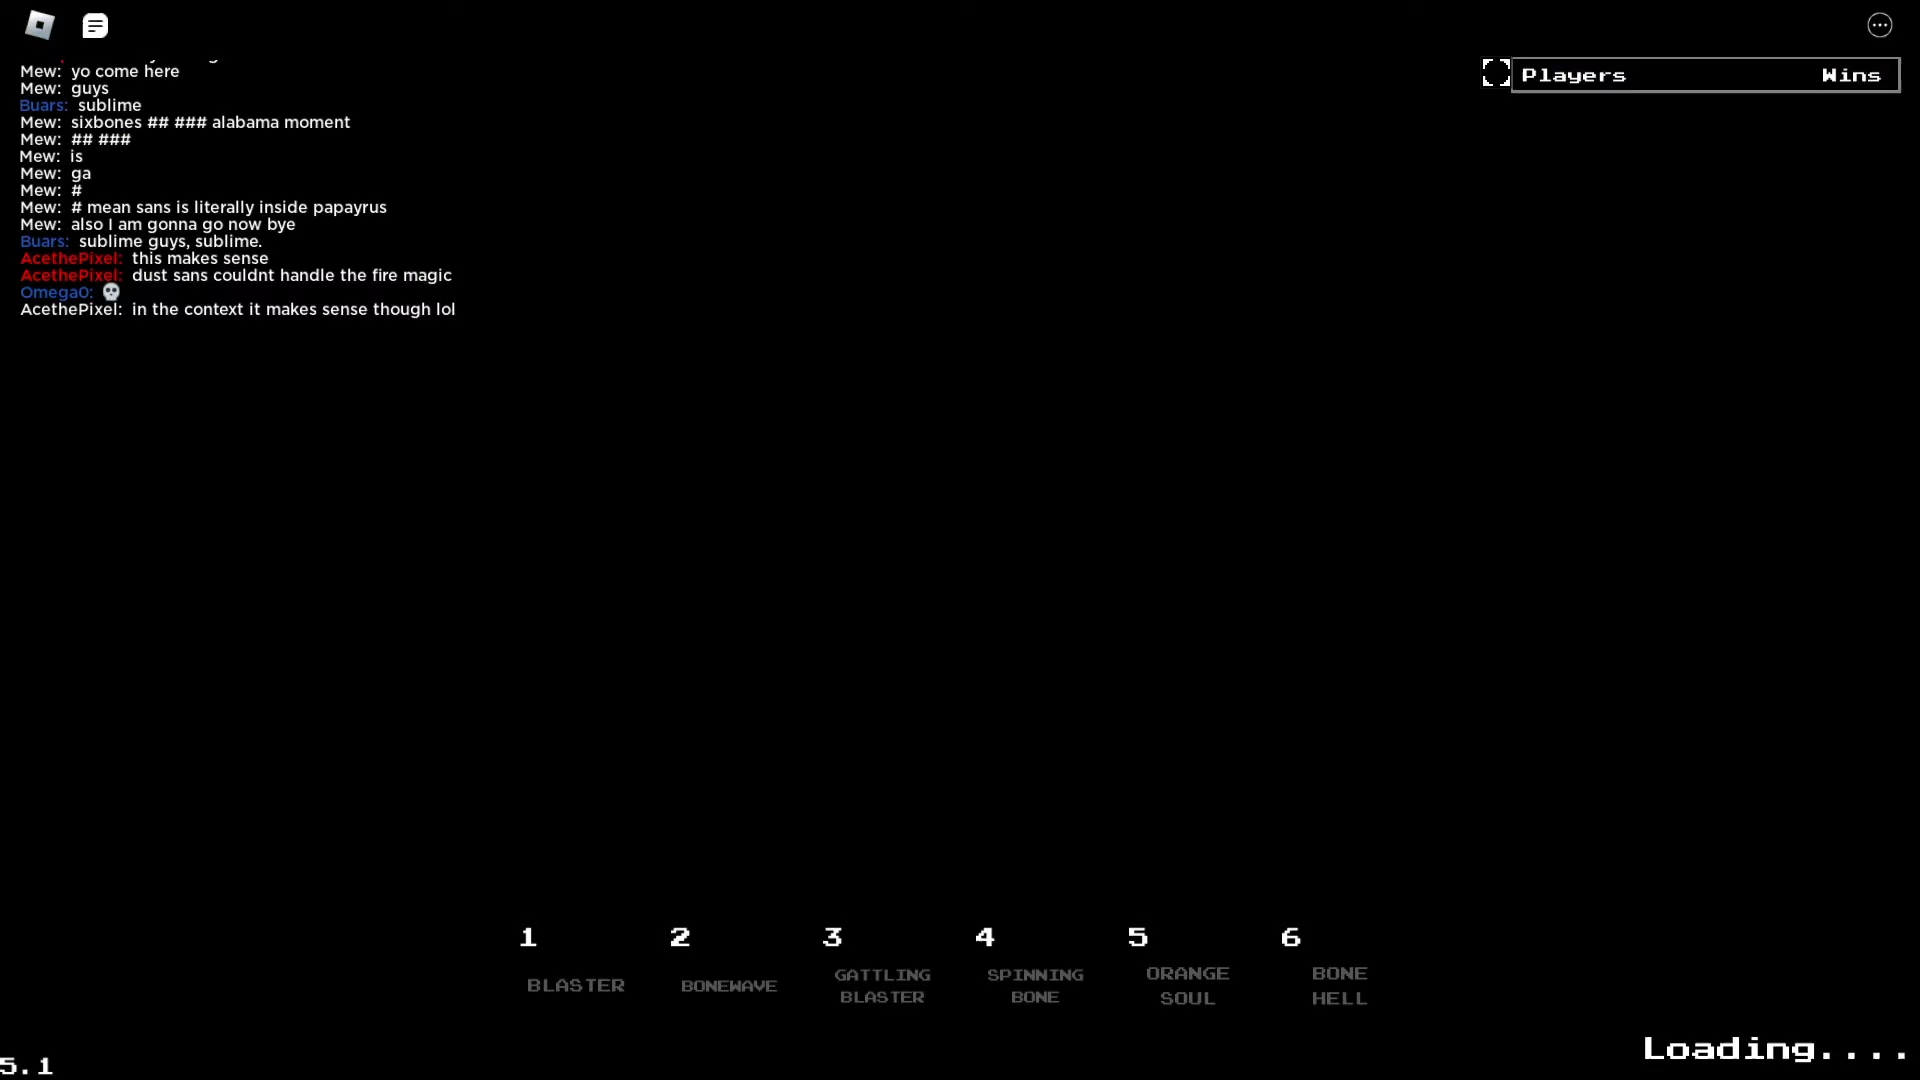 Mew: yo come here
Mew: guys
Buars: sublime
Mew: sixbones ## ### alabama moment
Mew: ## ###
Mew: is
Mew: ga
Mew: #
Mew: # mean sans is literally inside papayrus
Mew: also I am gonna go now bye
Buars: sublime guys, sublime.
AcethePixel: this makes sense
AcethePixel: dust sans couldnt handle the fire magic
Omega0: 💀
AcethePixel: in the context it makes sense though lol
Players Wins
1 2 3 4 5 6
BLASTER
BONEWAVE
GATTLING
BLASTER
SPINNING
BONE
ORANGE
SOUL
BONE
HELL
Loading....
5.1